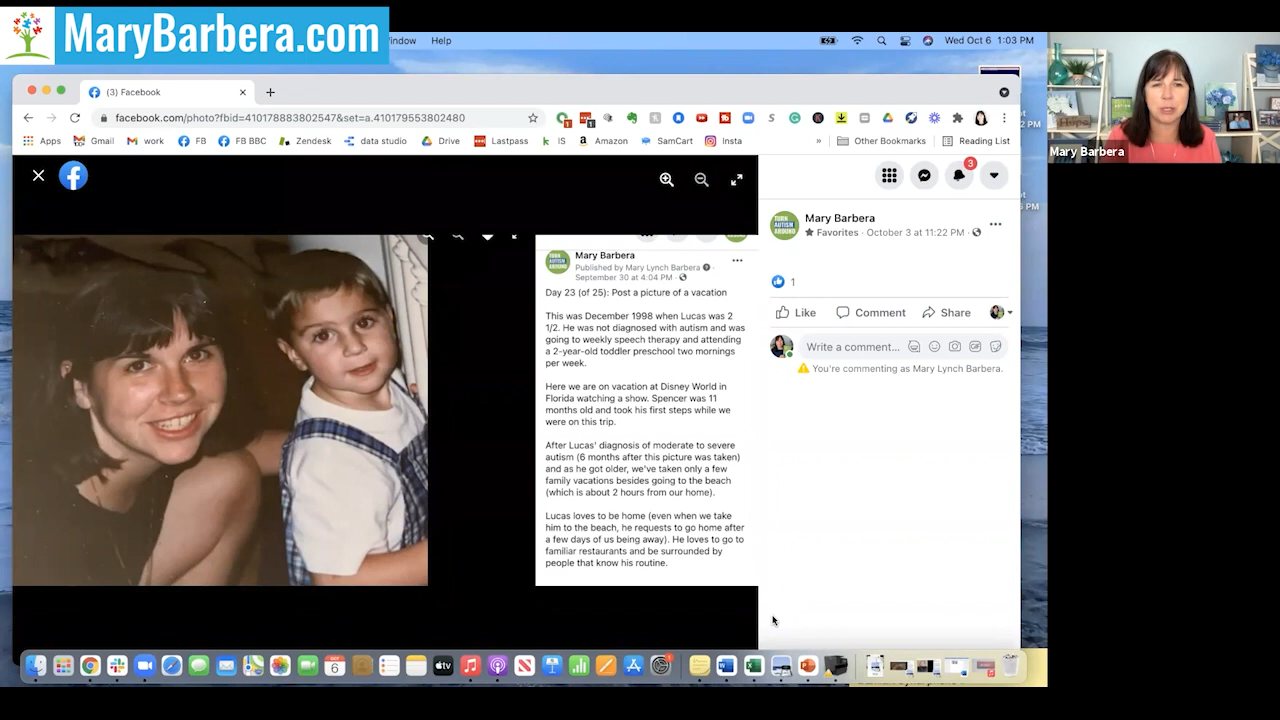 MaryBarbera.com
Window Help
Wed Oct 6 1:03 PM
(3) Facebook
facebook.com/photo?fbid=410178883802547&set=a.410179553802480
Apps Gmail work FB FB BBC Zendesk data studio Drive Lastpass IS Amazon SamCart Insta » Other Bookmarks Reading List
Mary Barbera
3
Mary Barbera
Favorites · October 3 at 11:22 PM ·
1
Like Comment Share
Write a comment...
You're commenting as Mary Lynch Barbera.
TURN AUTISM AROUND
Mary Barbera
Published by Mary Lynch Barbera
September 30 at 4:04 PM ·
Day 23 (of 25): Post a picture of a vacation
This was December 1998 when Lucas was 2
1/2. He was not diagnosed with autism and was
going to weekly speech therapy and attending
a 2-year-old toddler preschool two mornings
per week.
Here we are on vacation at Disney World in
Florida watching a show. Spencer was 11
months old and took his first steps while we
were on this trip.
After Lucas' diagnosis of moderate to severe
autism (6 months after this picture was taken)
and as he got older, we've taken only a few
family vacations besides going to the beach
(which is about 2 hours from our home).
Lucas loves to be home (even when we take
him to the beach, he requests to go home after
a few days of us being away). He loves to go to
familiar restaurants and be surrounded by
people that know his routine.
OCT
6
tv